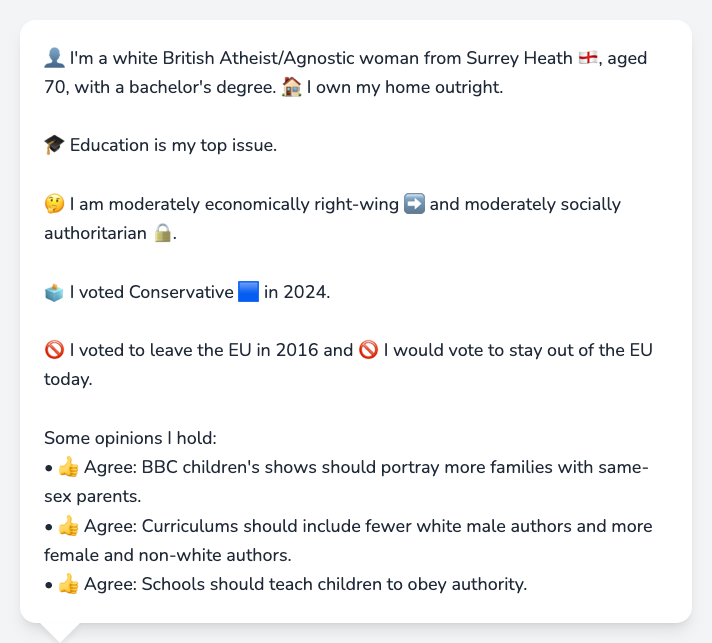 👤 I'm a white British Atheist/Agnostic woman from Surrey Heath 🏴󠁧󠁢󠁥󠁮󠁧󠁿, aged
70, with a bachelor's degree. 🏠 I own my home outright.
🎓 Education is my top issue.
🤔 I am moderately economically right-wing ➡️ and moderately socially
authoritarian 🔒.
🗳️ I voted Conservative 🟦 in 2024.
🚫 I voted to leave the EU in 2016 and 🚫 I would vote to stay out of the EU
today.
Some opinions I hold:
• 👍 Agree: BBC children's shows should portray more families with same-
sex parents.
• 👍 Agree: Curriculums should include fewer white male authors and more
female and non-white authors.
• 👍 Agree: Schools should teach children to obey authority.